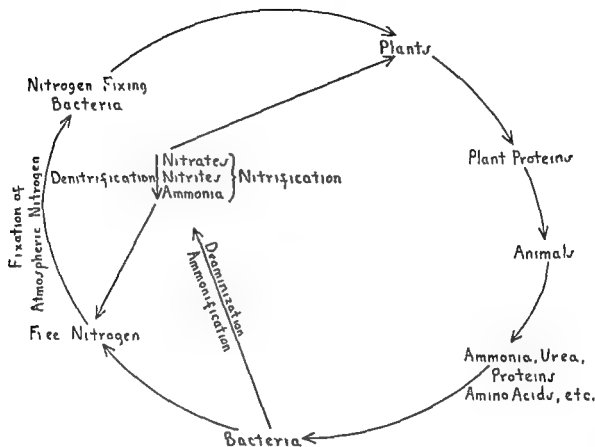 Plants
Nitrogen Fixing
Bacteria
Plant Proteins
Denitrification
Nitrates
Nitrites
Ammonia
Nitrification
Fixation of
Atmospheric Nitrogen
Animals
Deaminization
Ammonification
Free Nitrogen
Ammonia, Urea,
Proteins
Amino Acids, etc.
Bacteria